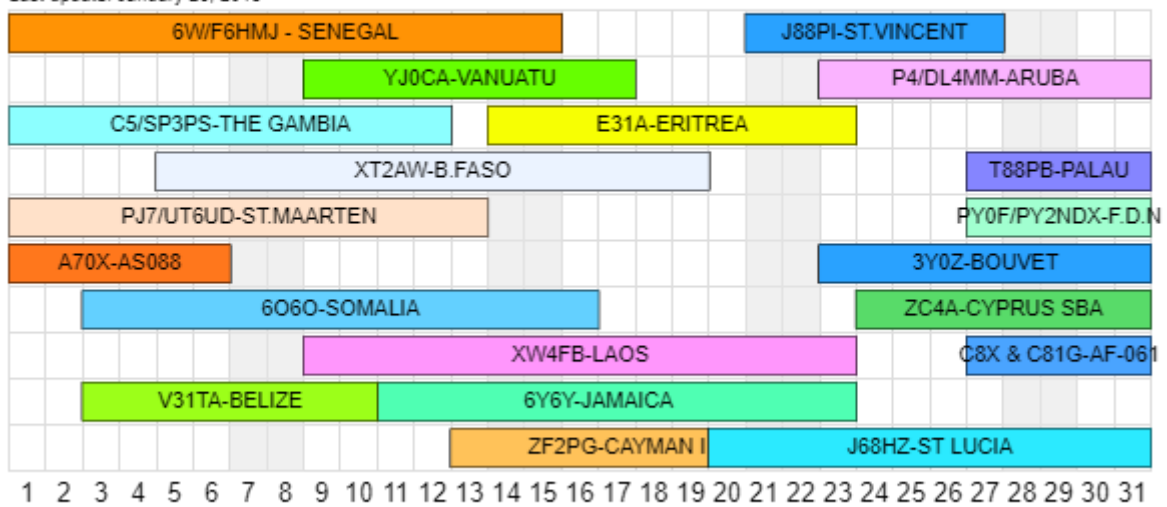 6W/F6HMJ - SENEGAL J88PI-ST.VINCENT
YJ0CA-VANUATU P4/DL4MM-ARUBA
C5/SP3PS-THE GAMBIA E31A-ERITREA
XT2AW-B.FASO T88PB-PALAU
PJ7/UT6UD-ST.MAARTEN PY0F/PY2NDX-F.D.N
A70X-AS088 3Y0Z-BOUVET
6O6O-SOMALIA ZC4A-CYPRUS SBA
XW4FB-LAOS C8X & C81G-AF-061
V31TA-BELIZE 6Y6Y-JAMAICA
ZF2PG-CAYMAN I J68HZ-ST LUCIA
1 2 3 4 5 6 7 8 9 10 11 12 13 14 15 16 17 18 19 20 21 22 23 24 25 26 27 28 29 30 31